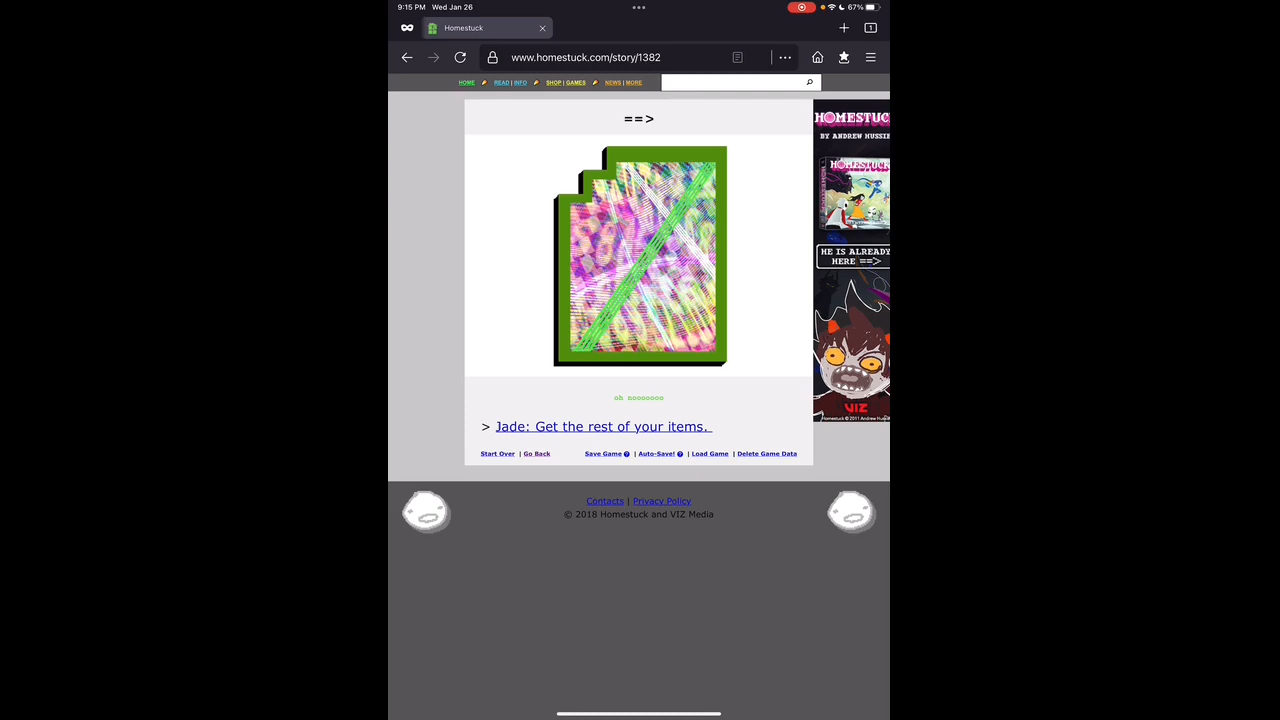 9:15 PM Wed Jan 26
67%
Homestuck
1
www.homestuck.com/story/1382
HOME READ | INFO SHOP | GAMES NEWS | MORE
==>
HOMESTUC
BY ANDREW HUSSIE
HOMESTUCK
HE IS ALREADY
HERE ==>
VIZ
oh nooooooo
> Jade: Get the rest of your items.
Start Over | Go Back Save Game ? | Auto-Save! ? | Load Game | Delete Game Data
Contacts | Privacy Policy
© 2018 Homestuck and VIZ Media